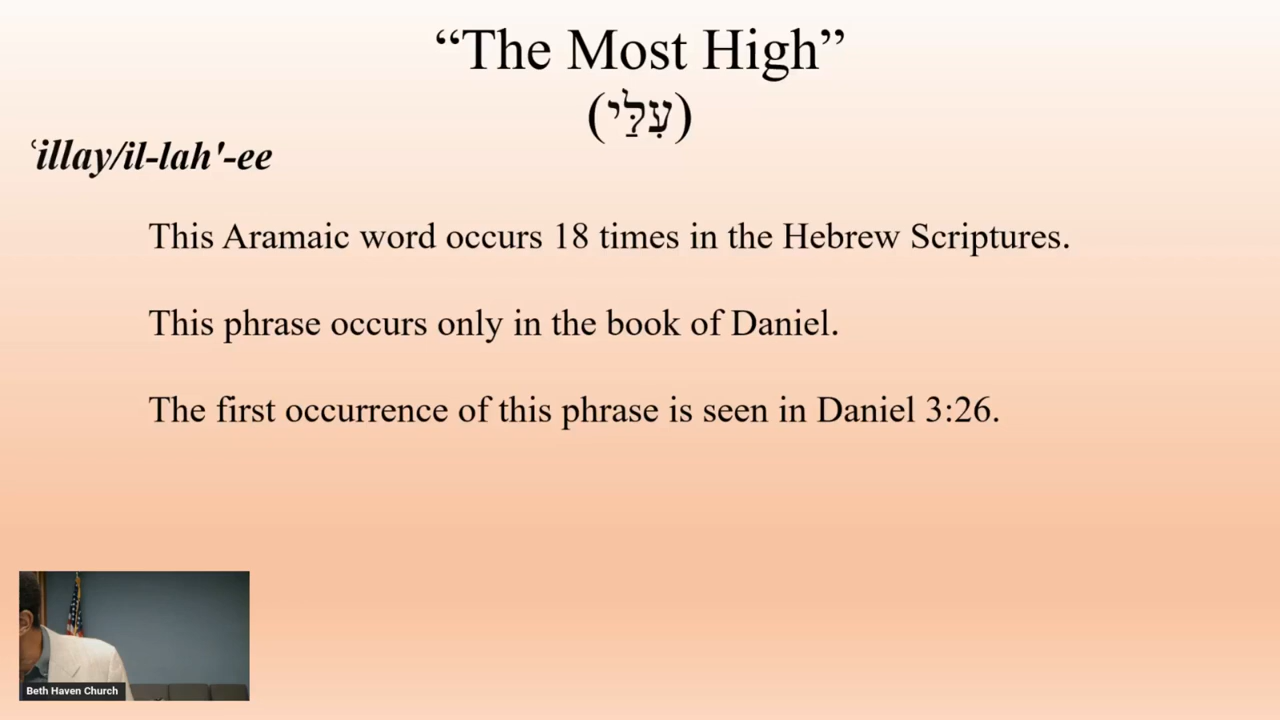 “The Most High”
(עִלַּי)
ʿillay/il-lah'-ee
This Aramaic word occurs 18 times in the Hebrew Scriptures.
This phrase occurs only in the book of Daniel.
The first occurrence of this phrase is seen in Daniel 3:26.
Beth Haven Church